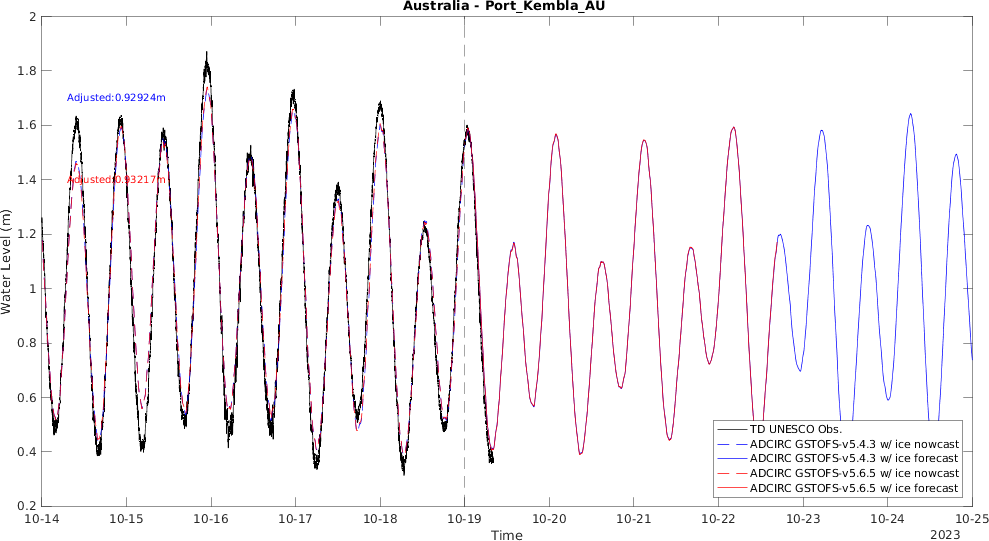 Australia - Port_Kembla_AU
2
1.8
1.6
1.4
1.2
1
0.8
0.6
0.4
0.2
Water Level (m)
Adjusted:0.92924m
Adjusted:0.93217m
TD UNESCO Obs.
ADCIRC GSTOFS-v5.4.3 w/ ice nowcast
ADCIRC GSTOFS-v5.4.3 w/ ice forecast
ADCIRC GSTOFS-v5.6.5 w/ ice nowcast
ADCIRC GSTOFS-v5.6.5 w/ ice forecast
10-14 10-15 10-16 10-17 10-18 10-19 10-20 10-21 10-22 10-23 10-24 10-25
Time
2023